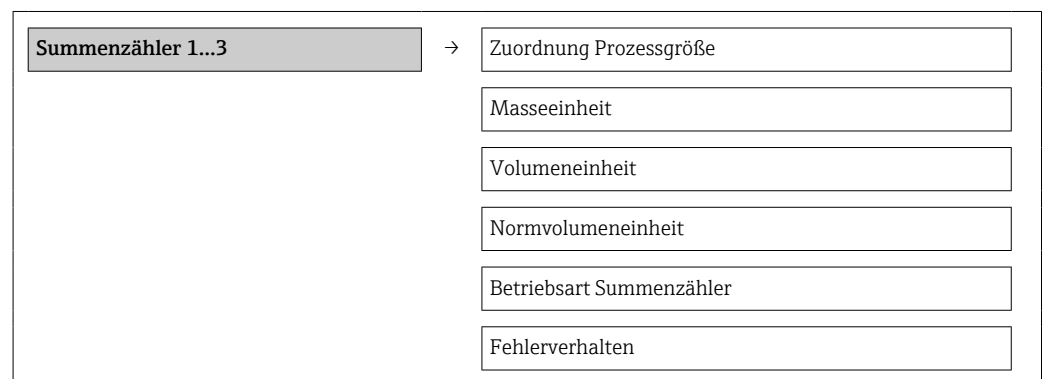 Summenzähler 1...3 → Zuordnung Prozessgröße
Masseeinheit
Volumeneinheit
Normvolumeneinheit
Betriebsart Summenzähler
Fehlerverhalten